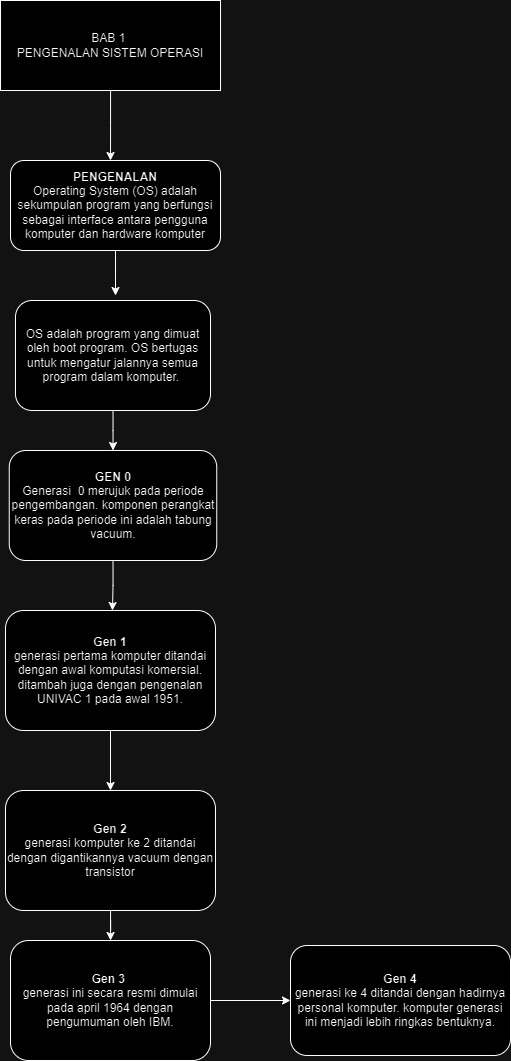 BAB 1
PENGENALAN SISTEM OPERASI
PENGENALAN
Operating System (OS) adalah
sekumpulan program yang berfungsi
sebagai interface antara pengguna
komputer dan hardware komputer
OS adalah program yang dimuat
oleh boot program. OS bertugas
untuk mengatur jalannya semua
program dalam komputer.
GEN 0
Generasi  0 merujuk pada periode
pengembangan. komponen perangkat
keras pada periode ini adalah tabung
vacuum.
Gen 1
generasi pertama komputer ditandai
dengan awal komputasi komersial.
ditambah juga dengan pengenalan
UNIVAC 1 pada awal 1951.
Gen 2
generasi komputer ke 2 ditandai
dengan digantikannya vacuum dengan
transistor
Gen 3
generasi ini secara resmi dimulai
pada april 1964 dengan
pengumuman oleh IBM.
Gen 4
generasi ke 4 ditandai dengan hadirnya
personal komputer. komputer generasi
ini menjadi lebih ringkas bentuknya.